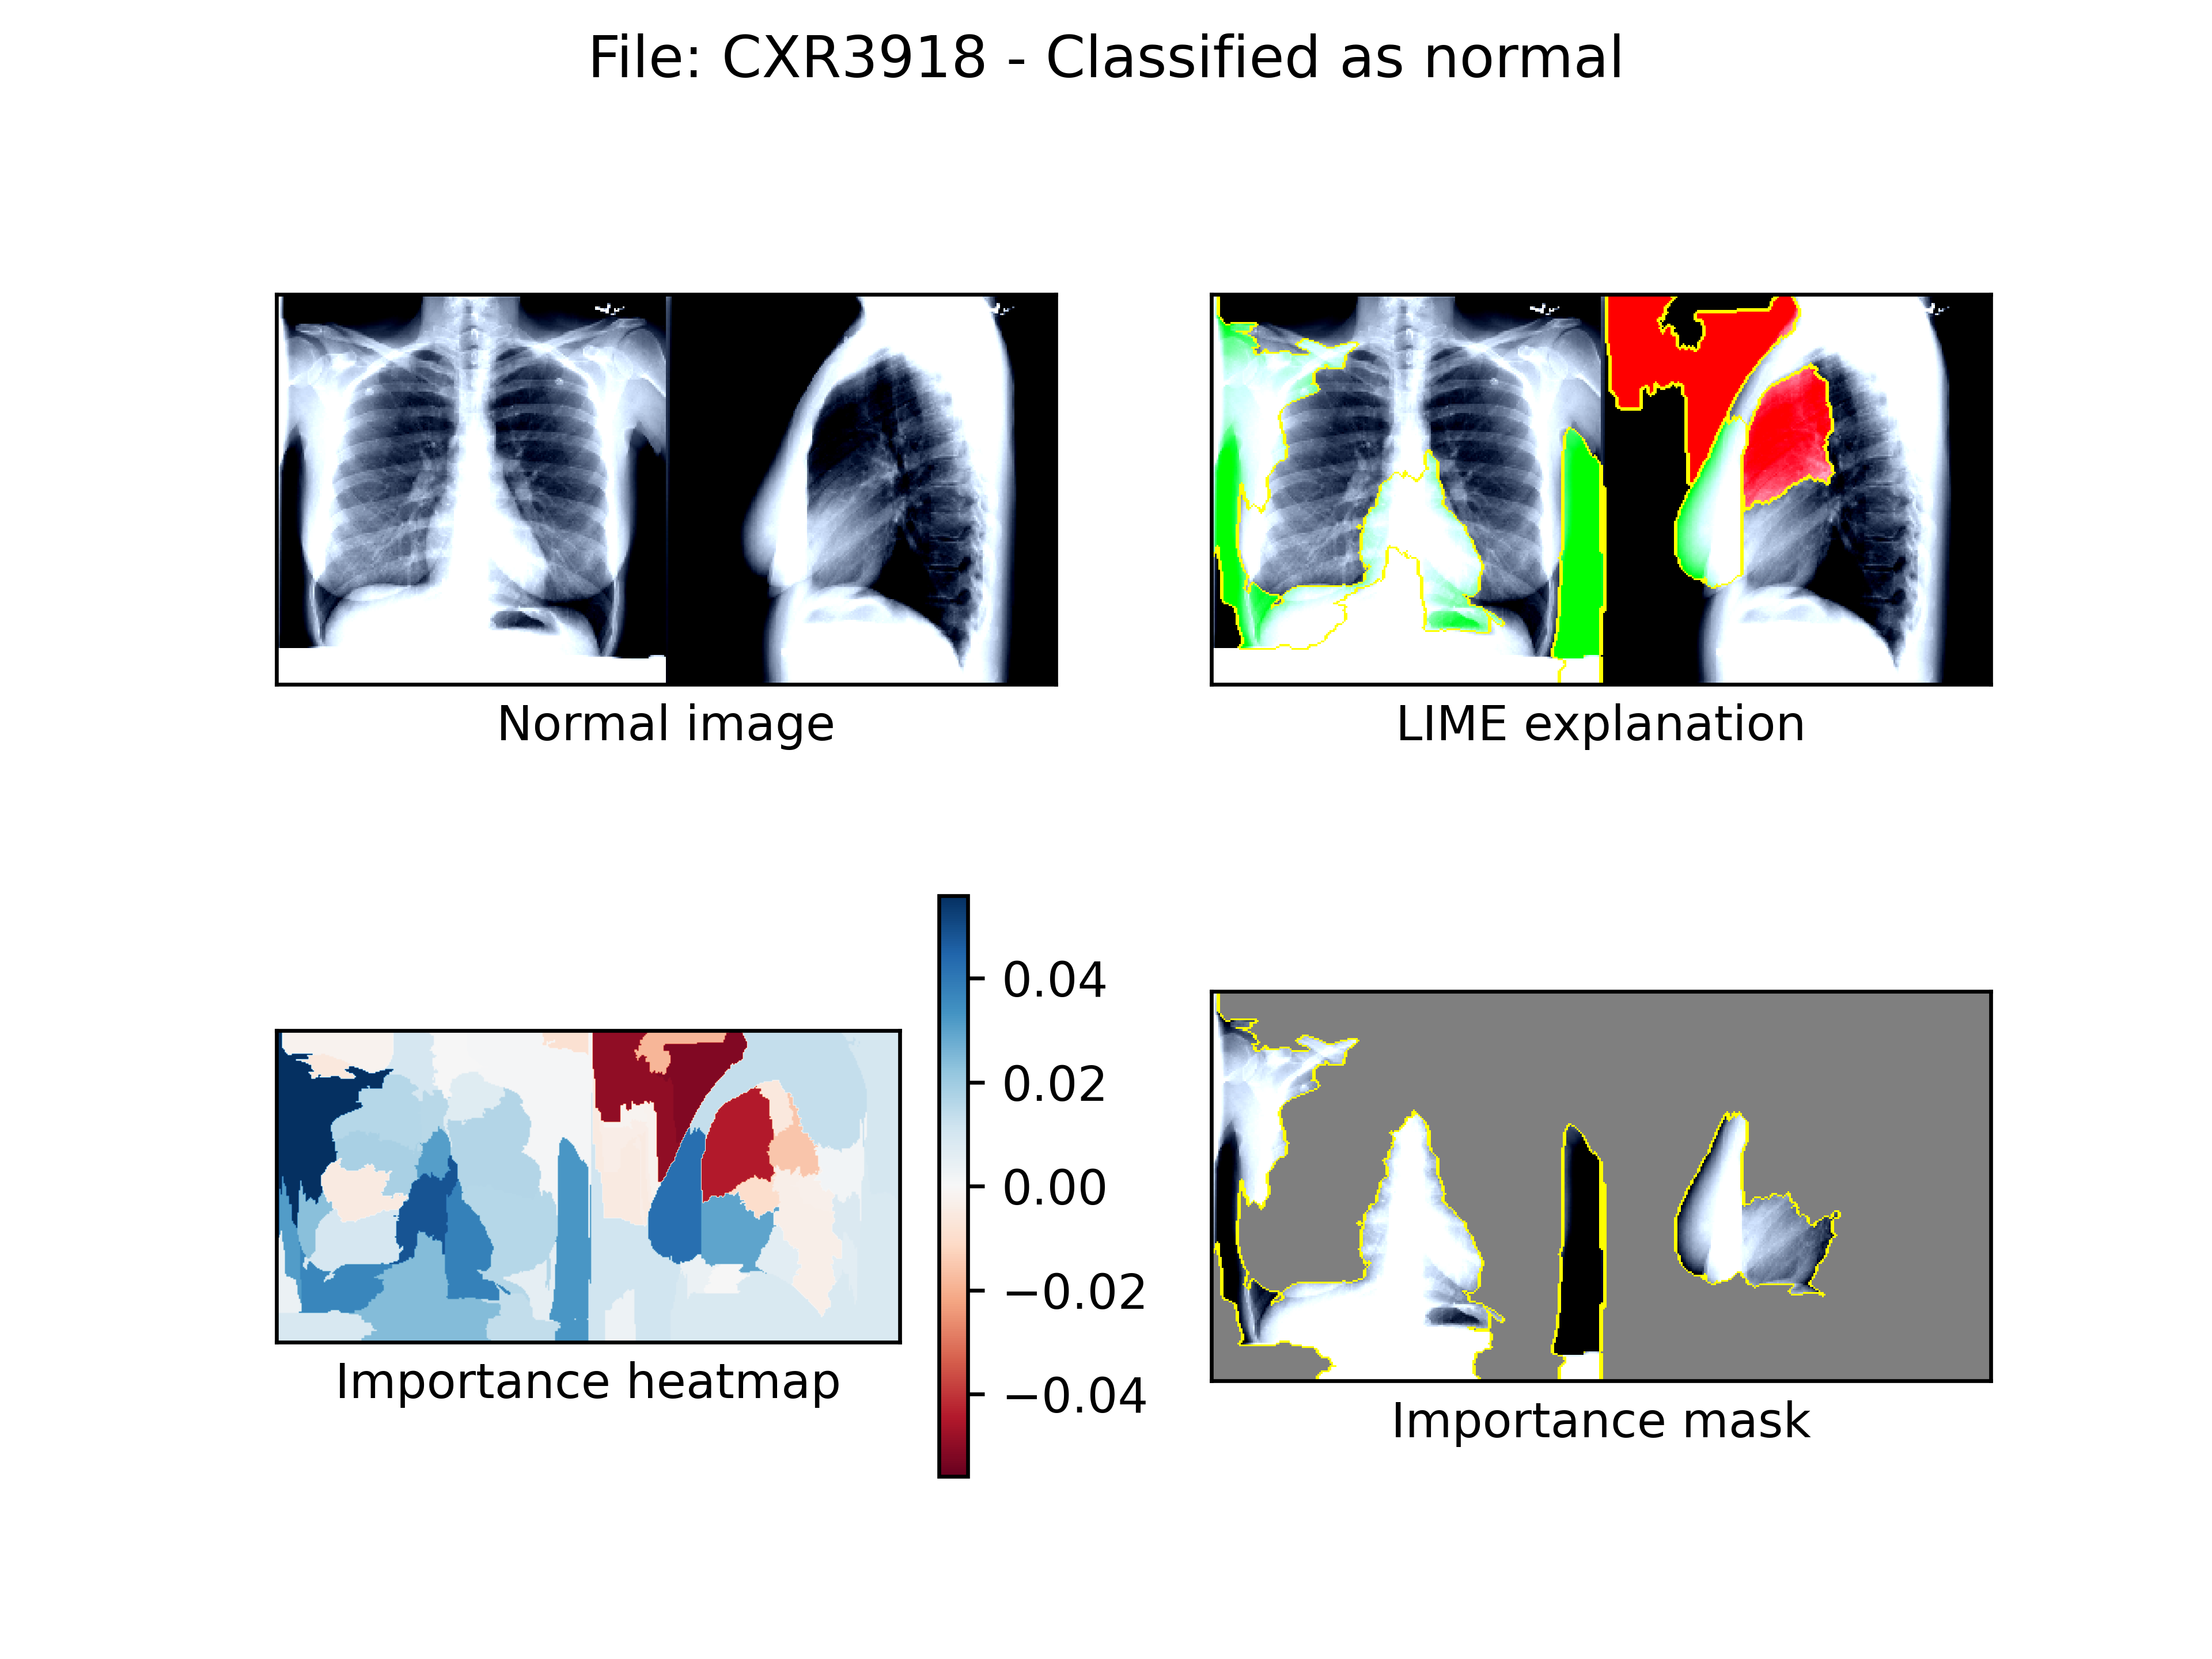 File: CXR3918 - Classified as normal
Normal image
LIME explanation
0.04
0.02
0.00
−0.02
−0.04
Importance heatmap
Importance mask